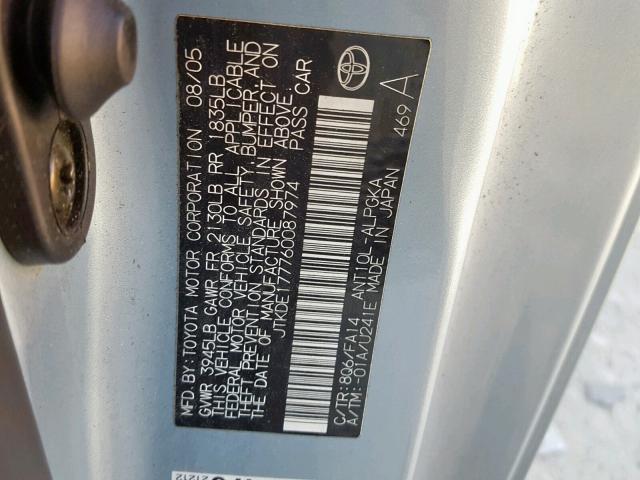 MFD. BY: TOYOTA MOTOR CORPORATION 08/05
GVWR 3945LB GAWR FR 2130LB RR 1835LB
THIS VEHICLE CONFORMS TO ALL APPLICABLE
FEDERAL MOTOR VEHICLE SAFETY, BUMPER, AND
THEFT PREVENTION STANDARDS IN EFFECT ON
THE DATE OF MANUFACTURE SHOWN ABOVE.
JTKDE177760087974 PASS CAR
C/TR: 8Q6/FA14 ANT10L-ALPGKA
A/TM: -01A/U241E MADE IN JAPAN
469 A
21212